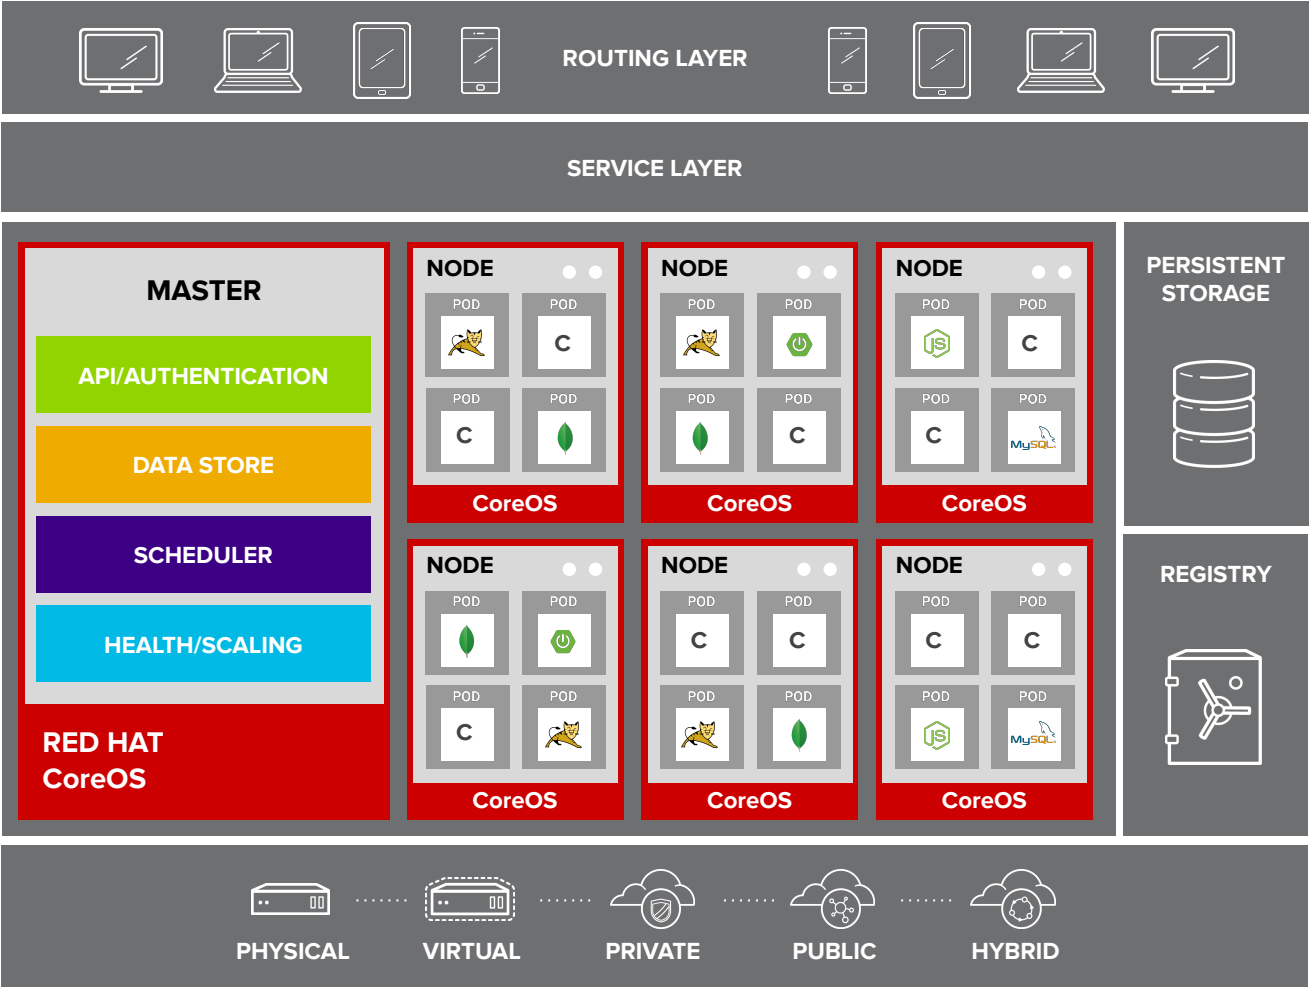 ROUTING LAYER
SERVICE LAYER
MASTER
API/AUTHENTICATION
DATA STORE
SCHEDULER
HEALTH/SCALING
RED HAT
CoreOS
NODE
POD
POD
C
POD
POD
C
CoreOS
NODE
POD
POD
POD
POD
C
CoreOS
NODE
POD
POD
JS
C
POD
POD
C
MySQL
CoreOS
NODE
POD
POD
POD
POD
C
CoreOS
NODE
POD
POD
C
C
POD
POD
CoreOS
NODE
POD
POD
C
C
POD
POD
JS
MySQL
CoreOS
PERSISTENT
STORAGE
REGISTRY
PHYSICAL
VIRTUAL
PRIVATE
PUBLIC
HYBRID